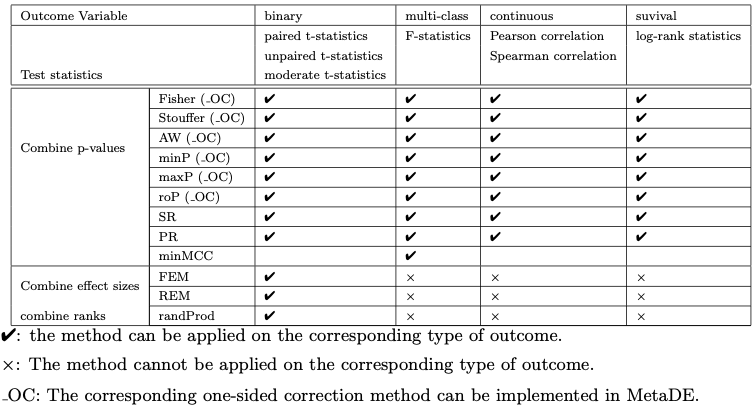 Outcome Variable binary multi-class continuous suvival
paired t-statistics F-statistics Pearson correlation log-rank statistics
unpaired t-statistics Spearman correlation
Test statistics moderate t-statistics
Fisher (_OC) ✔ ✔ ✔ ✔
Stouffer (_OC) ✔ ✔ ✔ ✔
AW (_OC) ✔ ✔ ✔ ✔
Combine p-values
minP (_OC) ✔ ✔ ✔ ✔
maxP (_OC) ✔ ✔ ✔ ✔
roP (_OC) ✔ ✔ ✔ ✔
SR ✔ ✔ ✔ ✔
PR ✔ ✔ ✔ ✔
minMCC ✔
FEM ✔ × × ×
Combine effect sizes
REM ✔ × × ×
combine ranks randProd ✔ × × ×
✔: the method can be applied on the corresponding type of outcome.
×: The method cannot be applied on the corresponding type of outcome.
_OC: The corresponding one-sided correction method can be implemented in MetaDE.